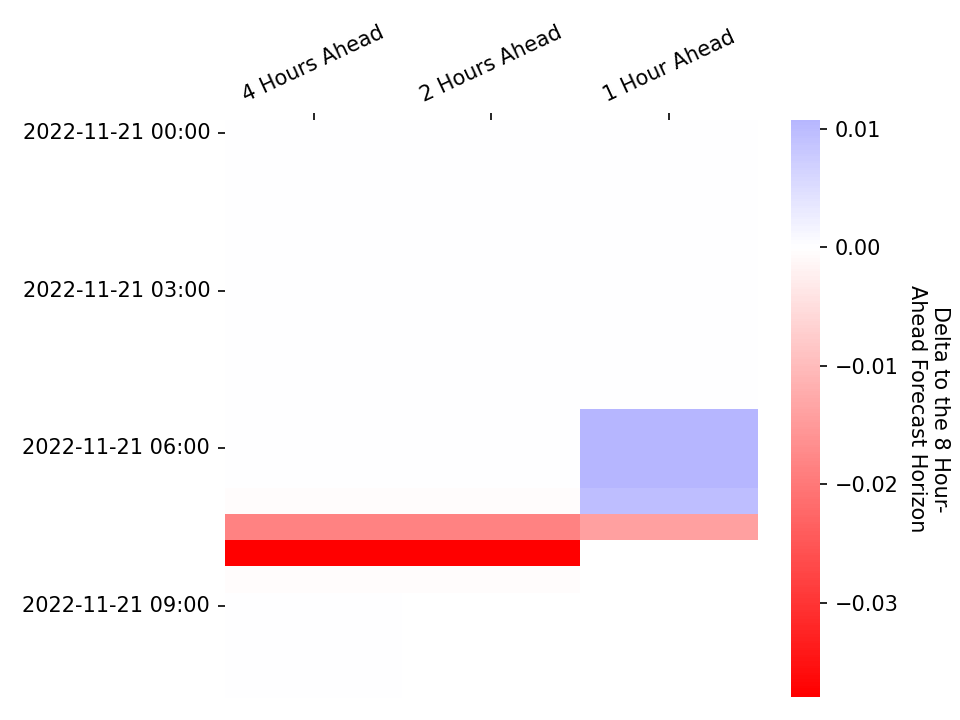 4 Hours Ahead
2 Hours Ahead
1 Hour Ahead
2022-11-21 00:00
2022-11-21 03:00
2022-11-21 06:00
2022-11-21 09:00
0.01
0.00
−0.01
−0.02
−0.03
Delta to the 8 Hour-
Ahead Forecast Horizon